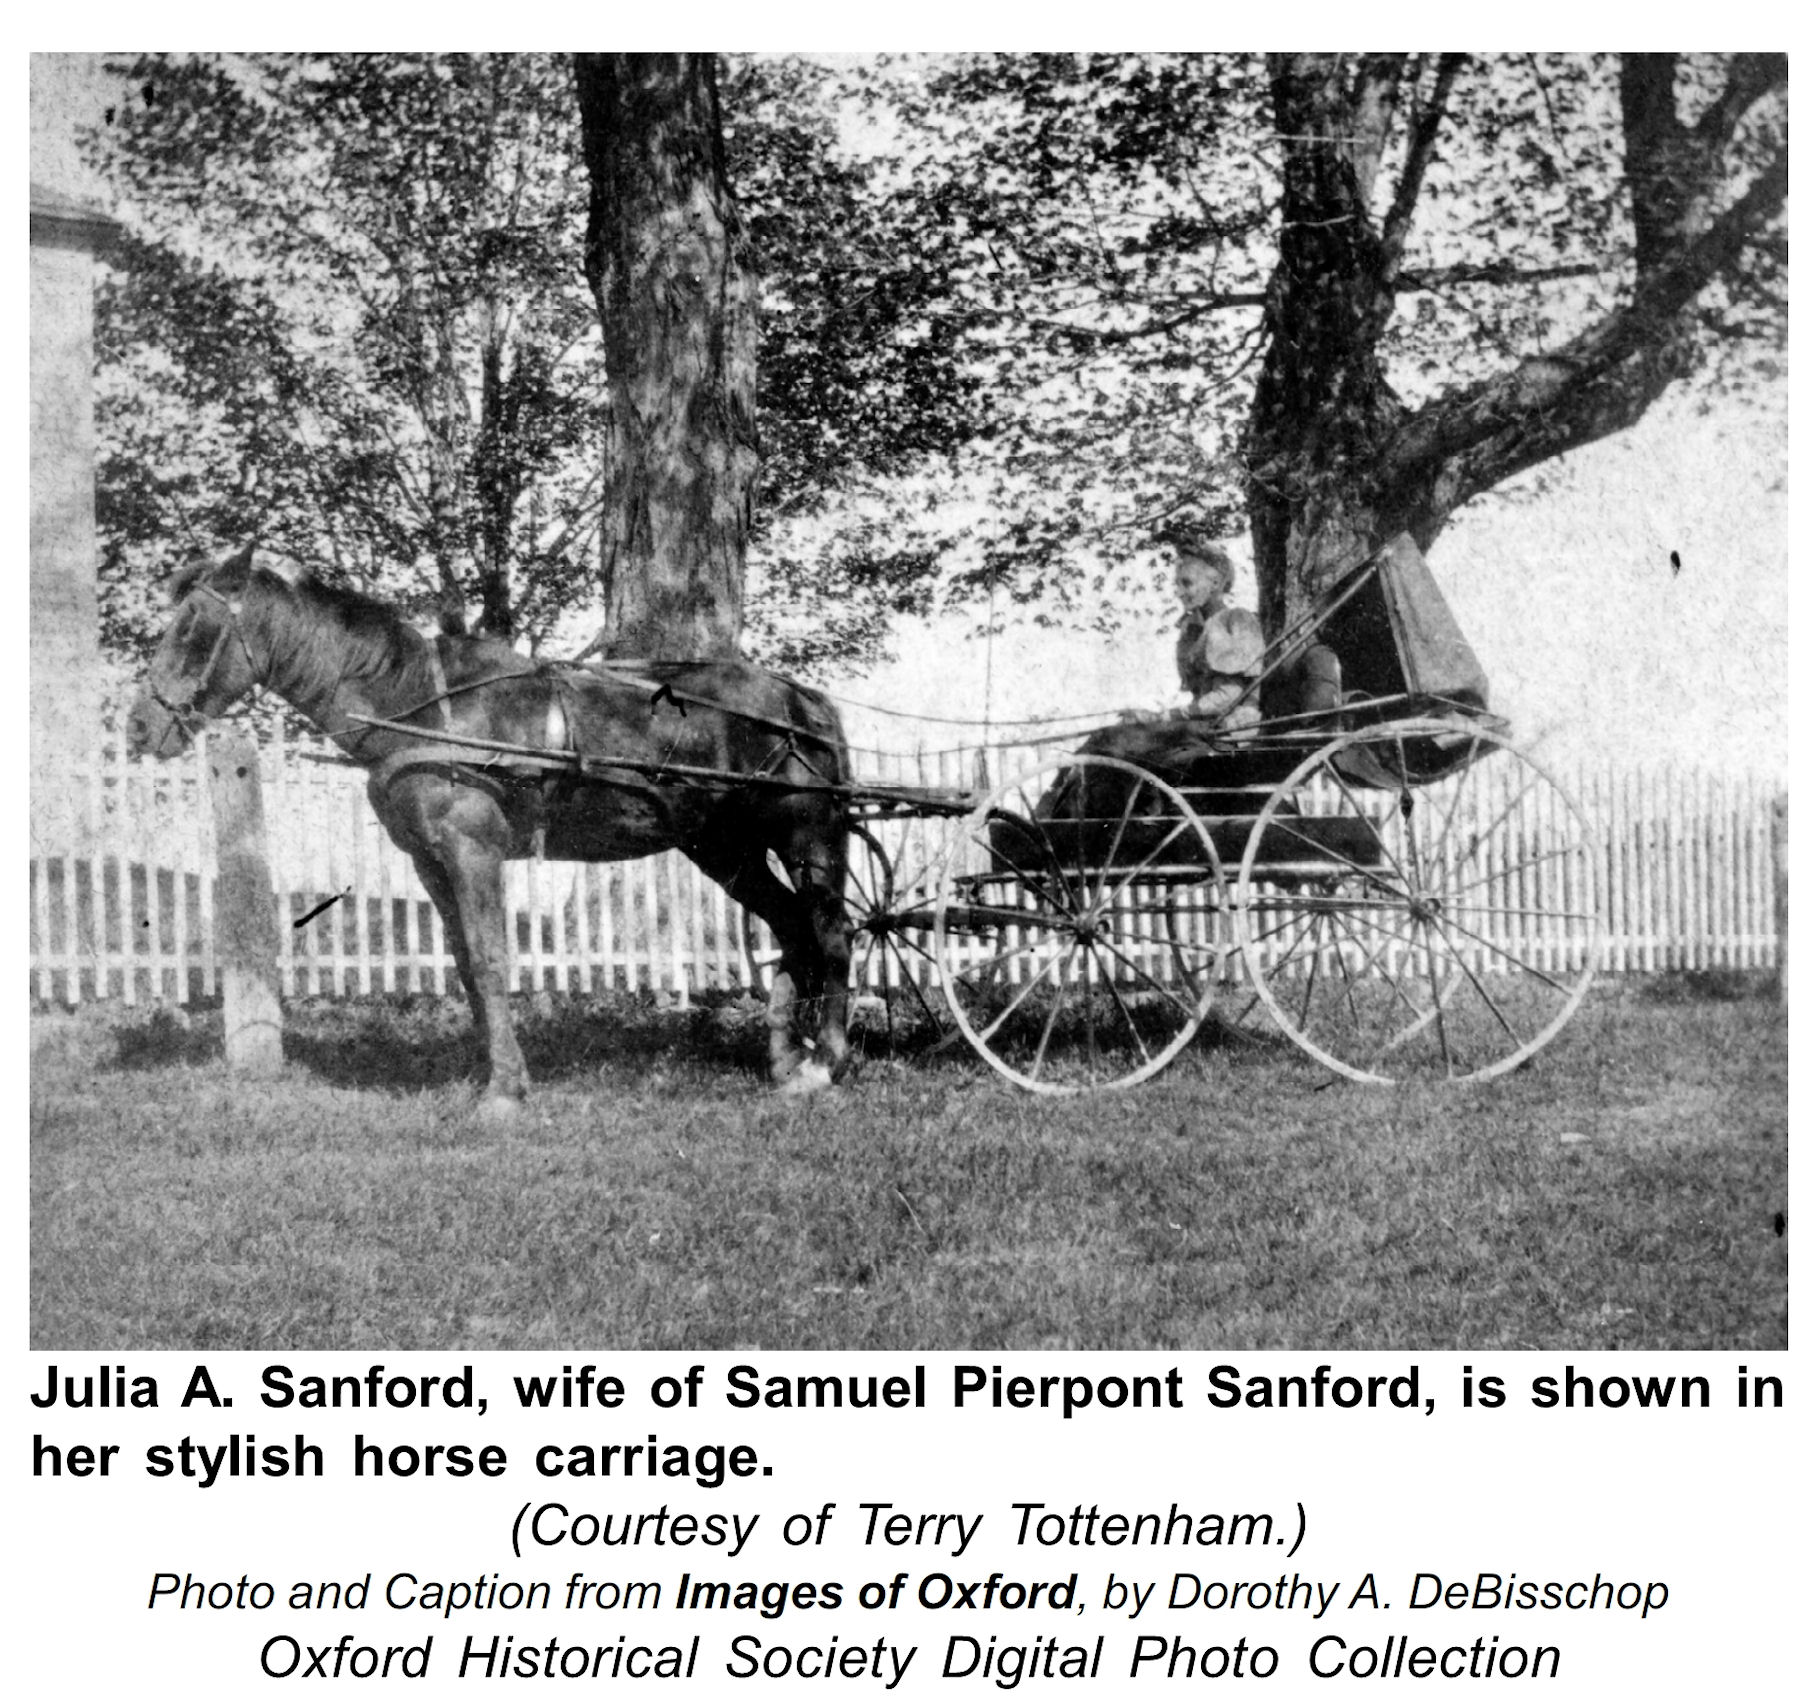 Julia A. Sanford, wife of Samuel Pierpont Sanford, is shown in
her stylish horse carriage.
(Courtesy of Terry Tottenham.)
Photo and Caption from Images of Oxford, by Dorothy A. DeBisschop
Oxford Historical Society Digital Photo Collection